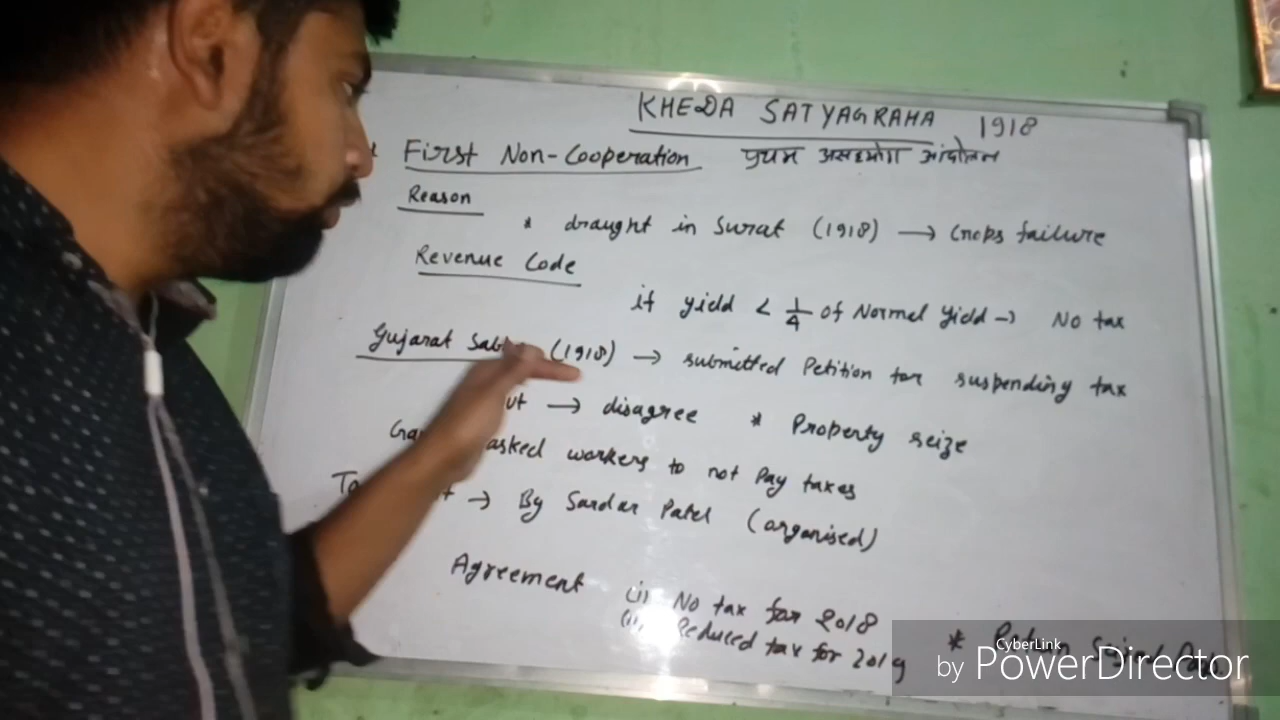 KHEDA SATYAGRAHA 1918
First Non-Cooperation प्रथम असहयोग आंदोलन
Reason
* draught in Surat (1918) → Crops failure
Revenue Code
if yield < 1/4 of Normal yield → No tax
Gujarat (1918) → submitted Petition for suspending tax
→ disagree * Property seize
asked workers to not Pay taxes
→ By Sardar Patel (organised)
Agreement (i) No tax for 2018
(ii) Reduced tax for 2019 *
CyberLink
by PowerDirector